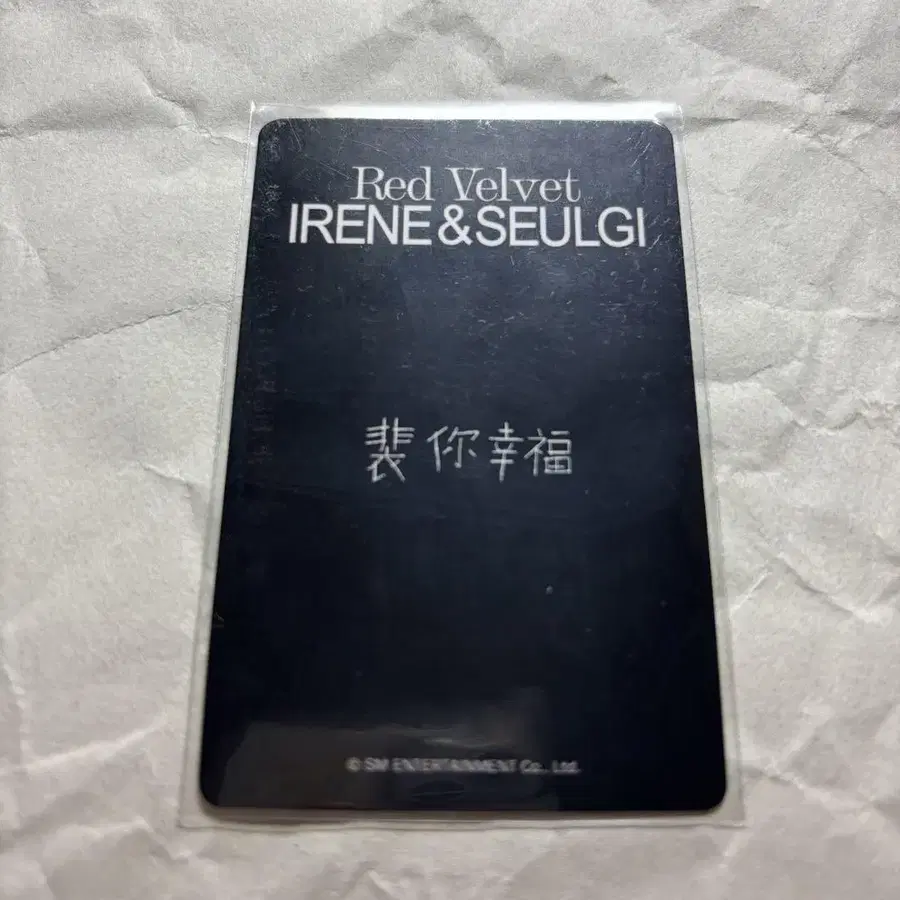 Red Velvet
IRENE & SEULGI
裴你幸福
© SM ENTERTAINMENT Co., Ltd.